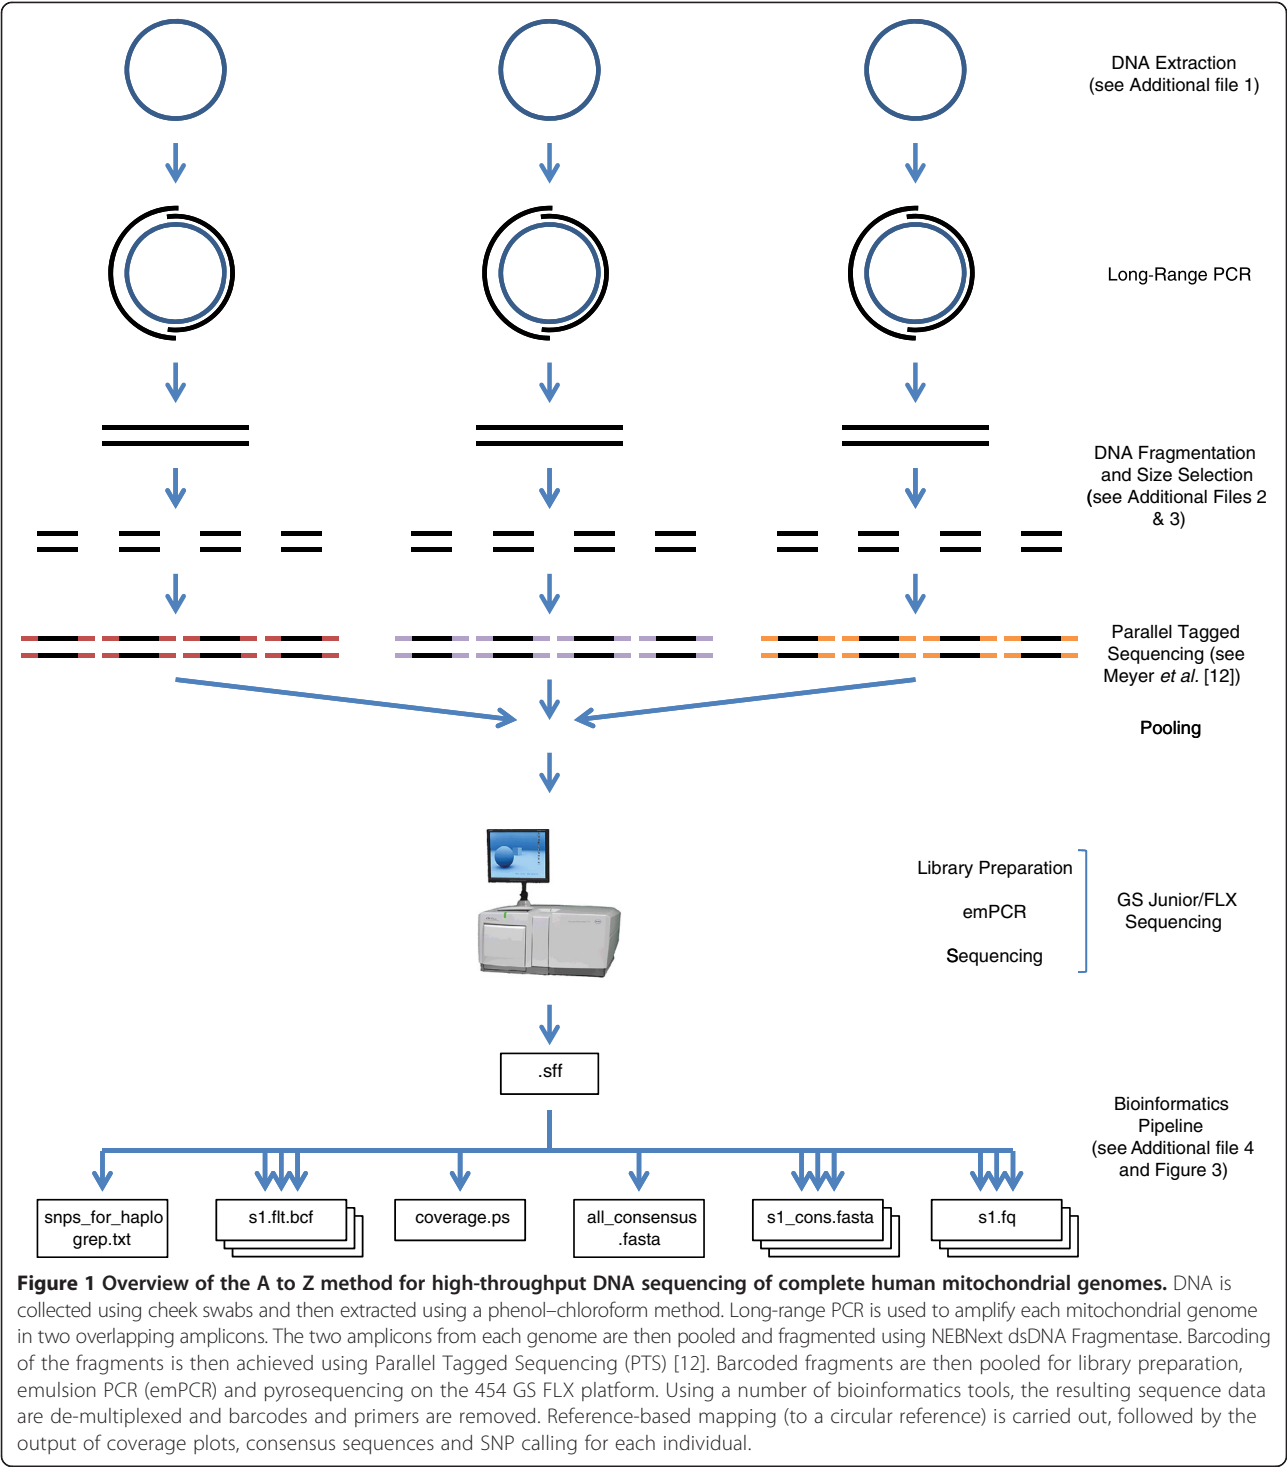 DNA Extraction
(see Additional file 1)
Long-Range PCR
DNA Fragmentation
and Size Selection
(see Additional Files 2
& 3)
Parallel Tagged
Sequencing (see
Meyer et al. [12])
Pooling
Library Preparation
emPCR
Sequencing
GS Junior/FLX
Sequencing
.sff
Bioinformatics
Pipeline
(see Additional file 4
and Figure 3)
snps_for_haplo
grep.txt
s1.flt.bcf
coverage.ps
all_consensus
.fasta
s1_cons.fasta
s1.fq
Figure 1 Overview of the A to Z method for high-throughput DNA sequencing of complete human mitochondrial genomes. DNA is
collected using cheek swabs and then extracted using a phenol–chloroform method. Long-range PCR is used to amplify each mitochondrial genome
in two overlapping amplicons. The two amplicons from each genome are then pooled and fragmented using NEBNext dsDNA Fragmentase. Barcoding
of the fragments is then achieved using Parallel Tagged Sequencing (PTS) [12]. Barcoded fragments are then pooled for library preparation,
emulsion PCR (emPCR) and pyrosequencing on the 454 GS FLX platform. Using a number of bioinformatics tools, the resulting sequence data
are de-multiplexed and barcodes and primers are removed. Reference-based mapping (to a circular reference) is carried out, followed by the
output of coverage plots, consensus sequences and SNP calling for each individual.